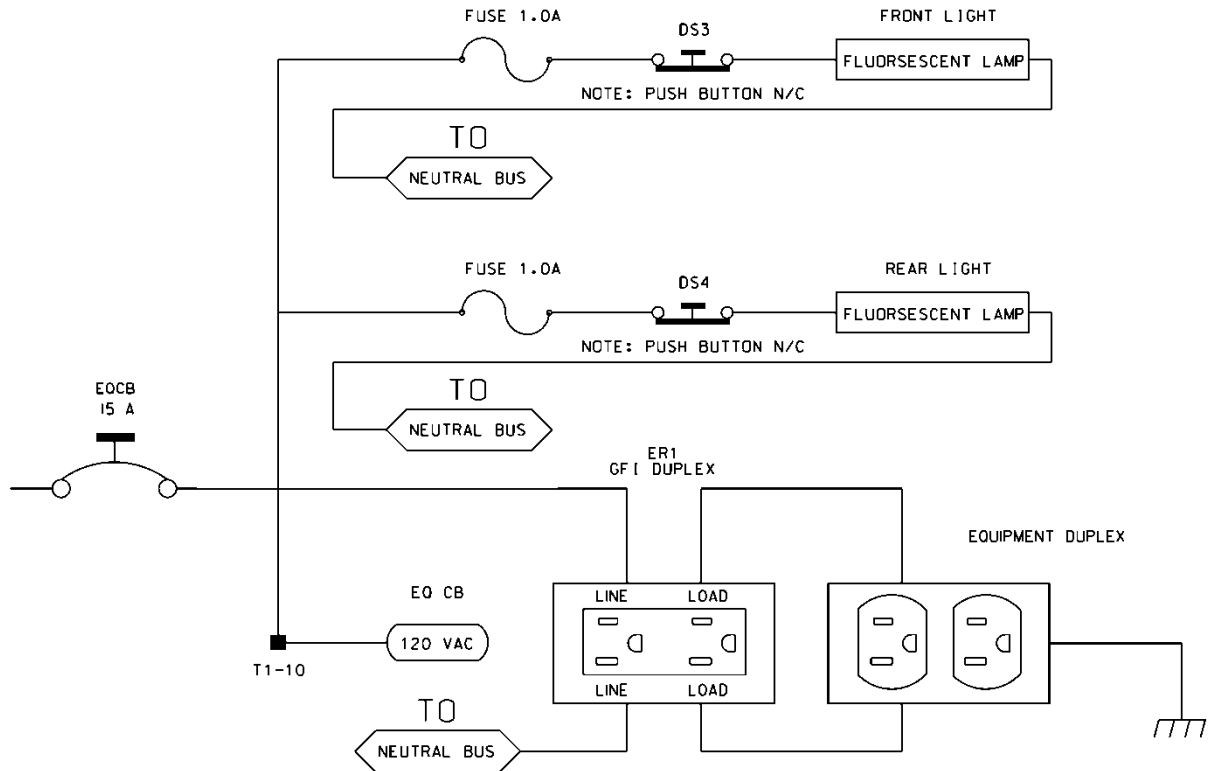 FUSE 1.0A
DS3
FRONT LIGHT
FLUORSESCENT LAMP
NOTE: PUSH BUTTON N/C
TO
NEUTRAL BUS
FUSE 1.0A
DS4
REAR LIGHT
FLUORSESCENT LAMP
NOTE: PUSH BUTTON N/C
TO
NEUTRAL BUS
EQCB
15 A
ER1
GFI DUPLEX
EQUIPMENT DUPLEX
EQ CB
120 VAC
T1-10
LINE LOAD
LINE LOAD
TO
NEUTRAL BUS